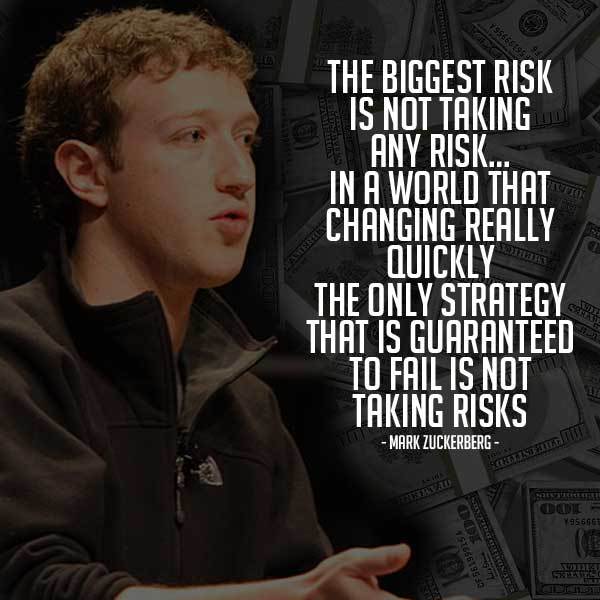 THE BIGGEST RISK
IS NOT TAKING
ANY RISK...
IN A WORLD THAT
CHANGING REALLY
QUICKLY
THE ONLY STRATEGY
THAT IS GUARANTEED
TO FAIL IS NOT
TAKING RISKS
- MARK ZUCKERBERG -